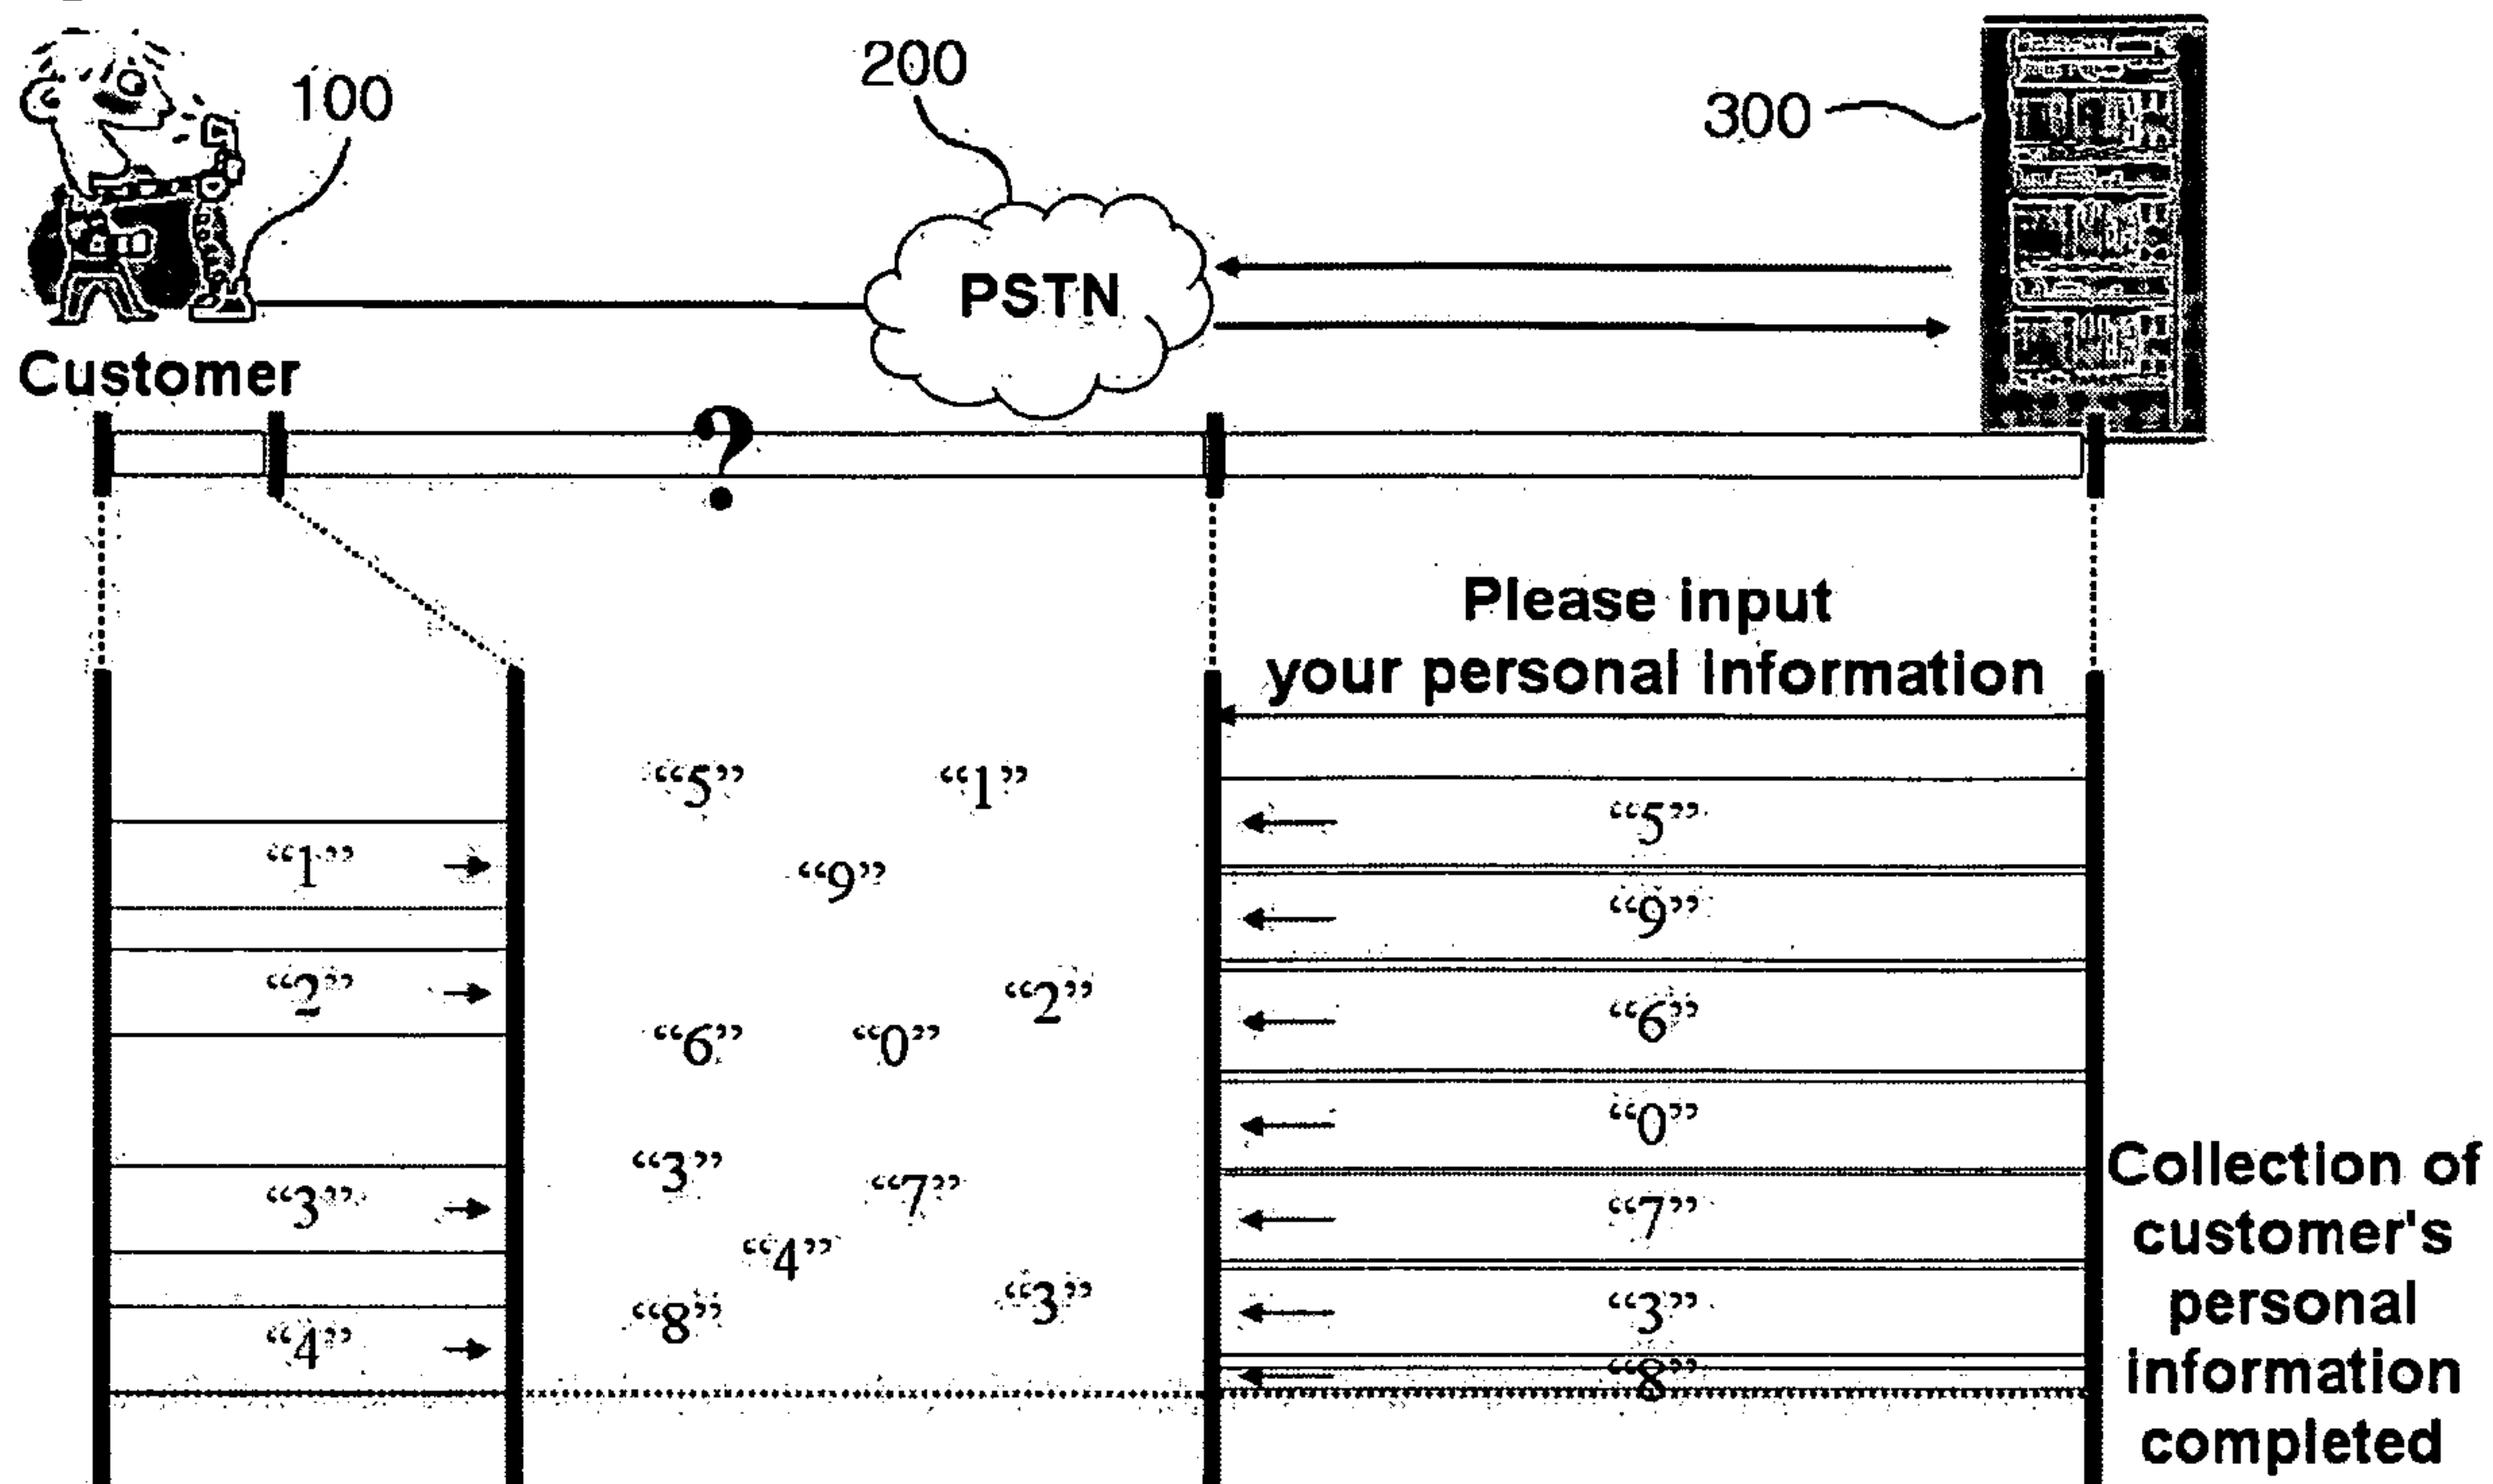 100
200
300
PSTN
Customer
?
Please input
your personal information
“5”
“1”
“5”
“1”
“9”
“9”
“2”
“2”
“6”
“0”
“6”
“0”
“3”
“7”
“3”
“7”
“4”
“3”
“8”
“3”
“4”
“8”
Collection of
customer's
personal
information
completed